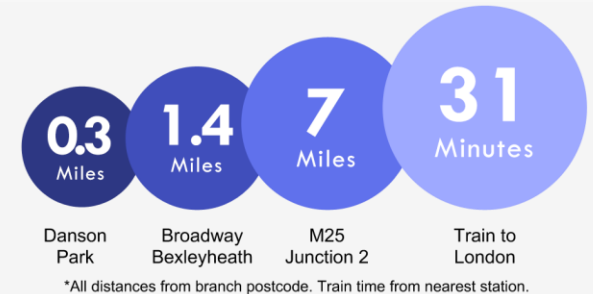 0.3
Miles
1.4
Miles
7
Miles
31
Minutes
Danson
Park
Broadway
Bexleyheath
M25
Junction 2
Train to
London
*All distances from branch postcode. Train time from nearest station.